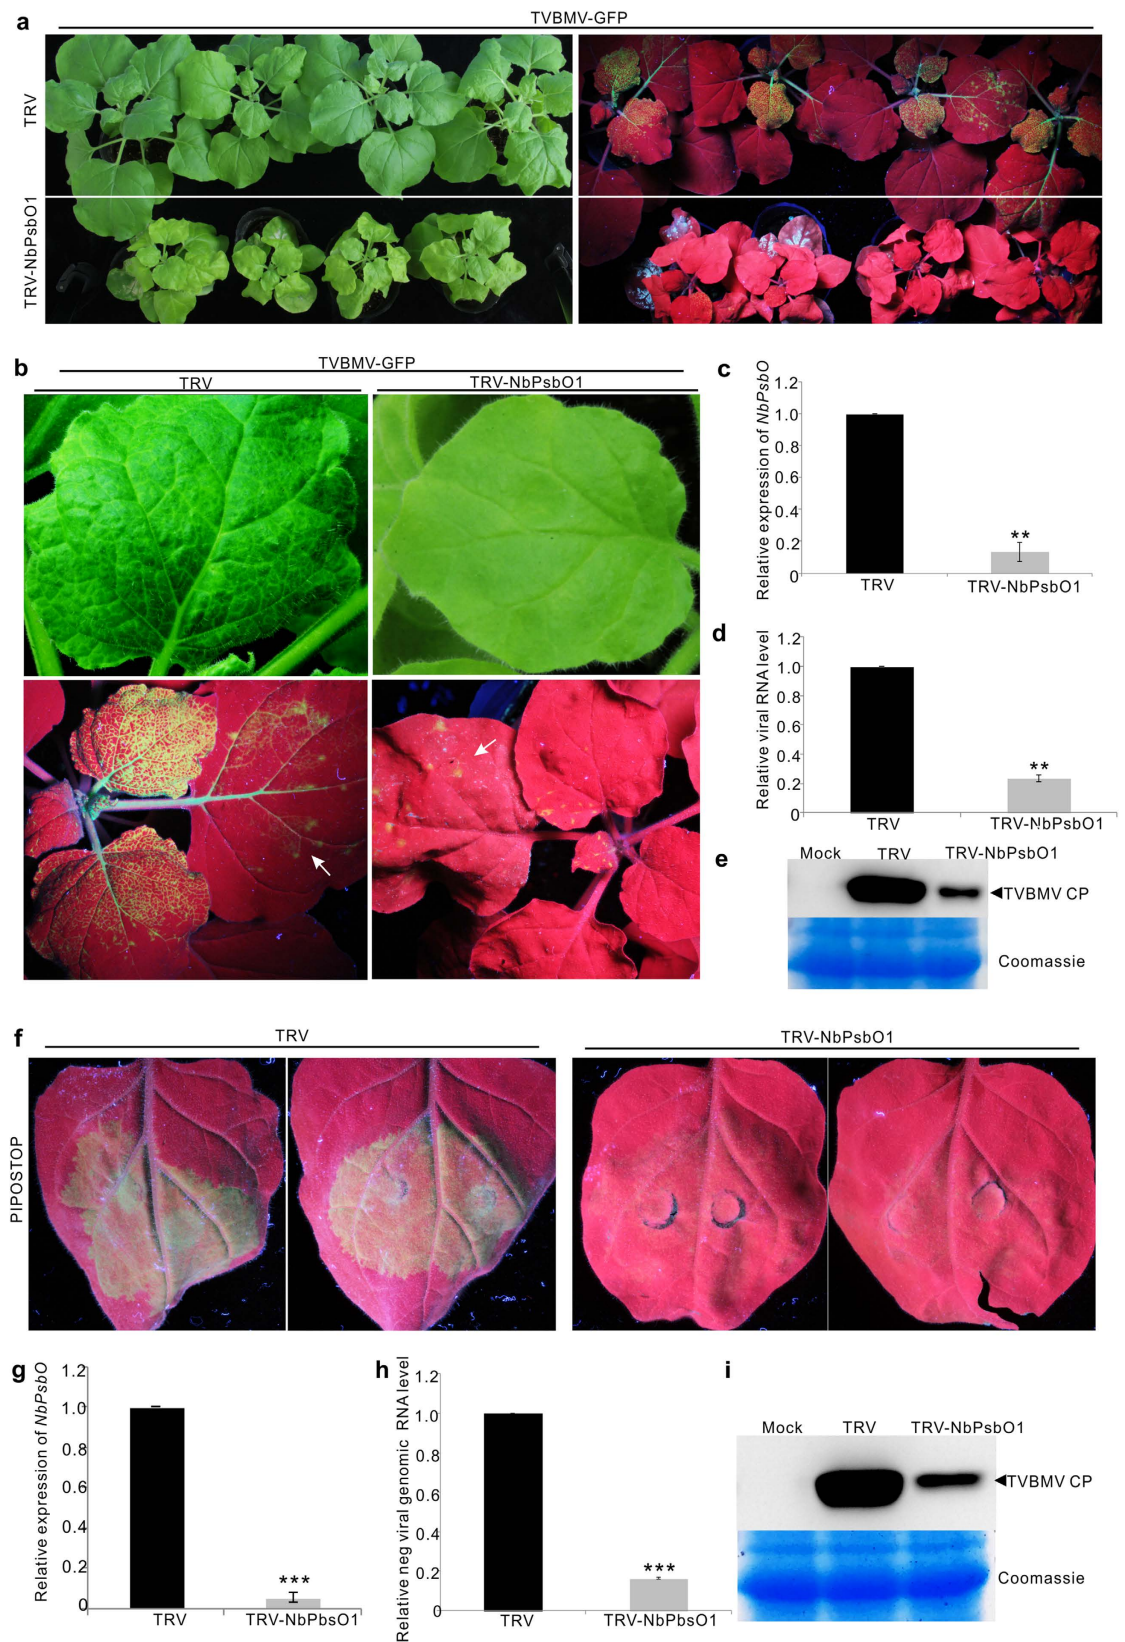 a
TVBMV-GFP
TRV
TRV-NbPsbO1
b
TVBMV-GFP
TRV
TRV-NbPsbO1
c
Relative expression of NbPsbO
1.2
1.0
0.8
0.6
0.4
0.2
0
**
TRV
TRV-NbPsbO1
d
Relative viral RNA level
1.2
1.0
0.8
0.6
0.4
0.2
0
**
TRV
TRV-NbPsbO1
e
Mock TRV TRV-NbPsbO1
TVBMV CP
Coomassie
f
TRV
TRV-NbPsbO1
PIPOSTOP
g
Relative expression of NbPsbO
1.2
1.0
0.8
0.6
0.4
0.2
0
***
TRV
TRV-NbPbsO1
h
Relative neg viral genomic RNA level
1.2
1.0
0.8
0.6
0.4
0.2
0
***
TRV
TRV-NbPbsO1
i
Mock TRV TRV-NbPsbO1
TVBMV CP
Coomassie